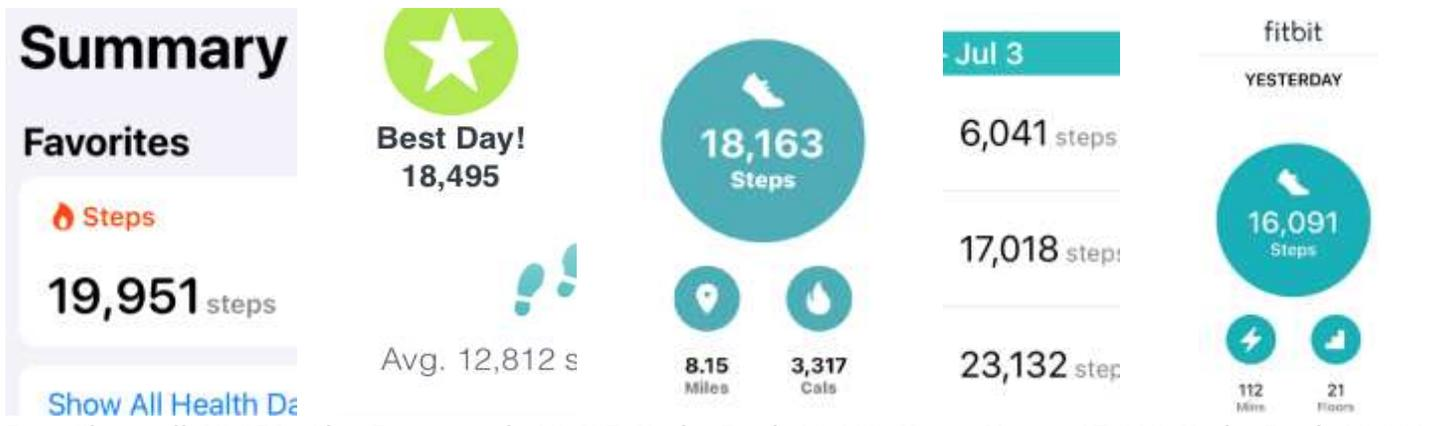 Summary
Favorites
Steps
19,951 steps
Show All Health Da
Best Day!
18,495
Avg. 12,812 s
18,163
Steps
8.15
Miles
3,317
Cals
- Jul 3
6,041 steps
17,018 steps
23,132 step
fitbit
YESTERDAY
16,091
Steps
112
Mins
21
Floors